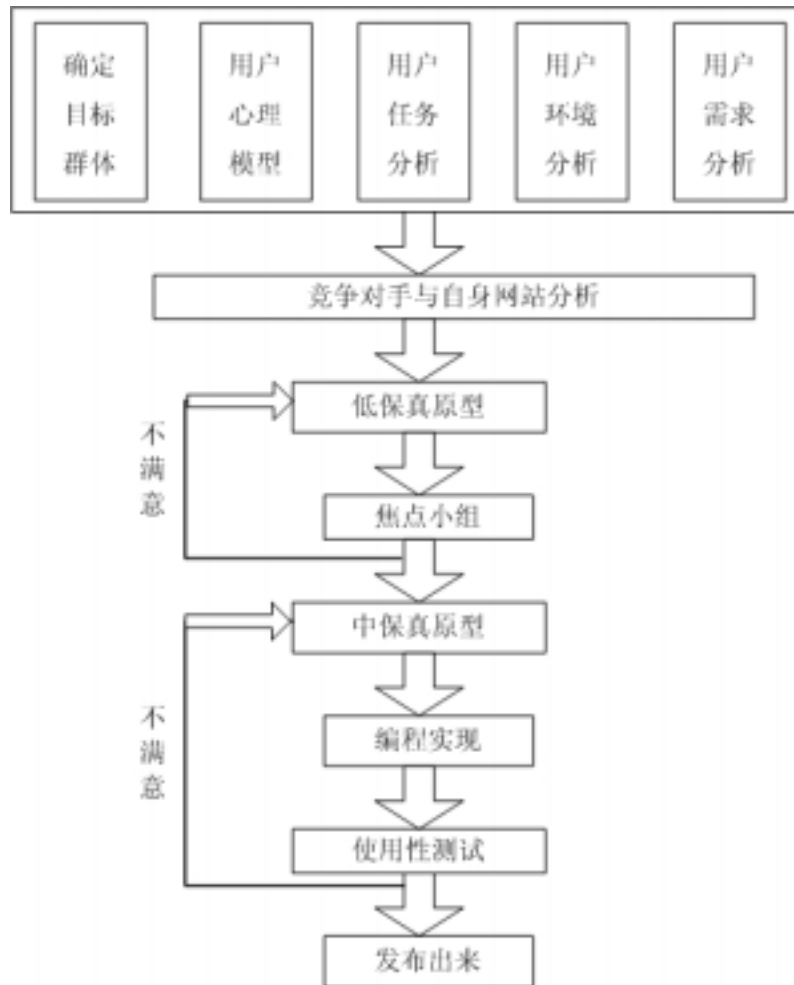 确定
目标
群体
用户
心理
模型
用户
任务
分析
用户
环境
分析
用户
需求
分析
竞争对手与自身网站分析
低保真原型
不
满
意
焦点小组
中保真原型
不
满
意
编程实现
使用性测试
发布出来